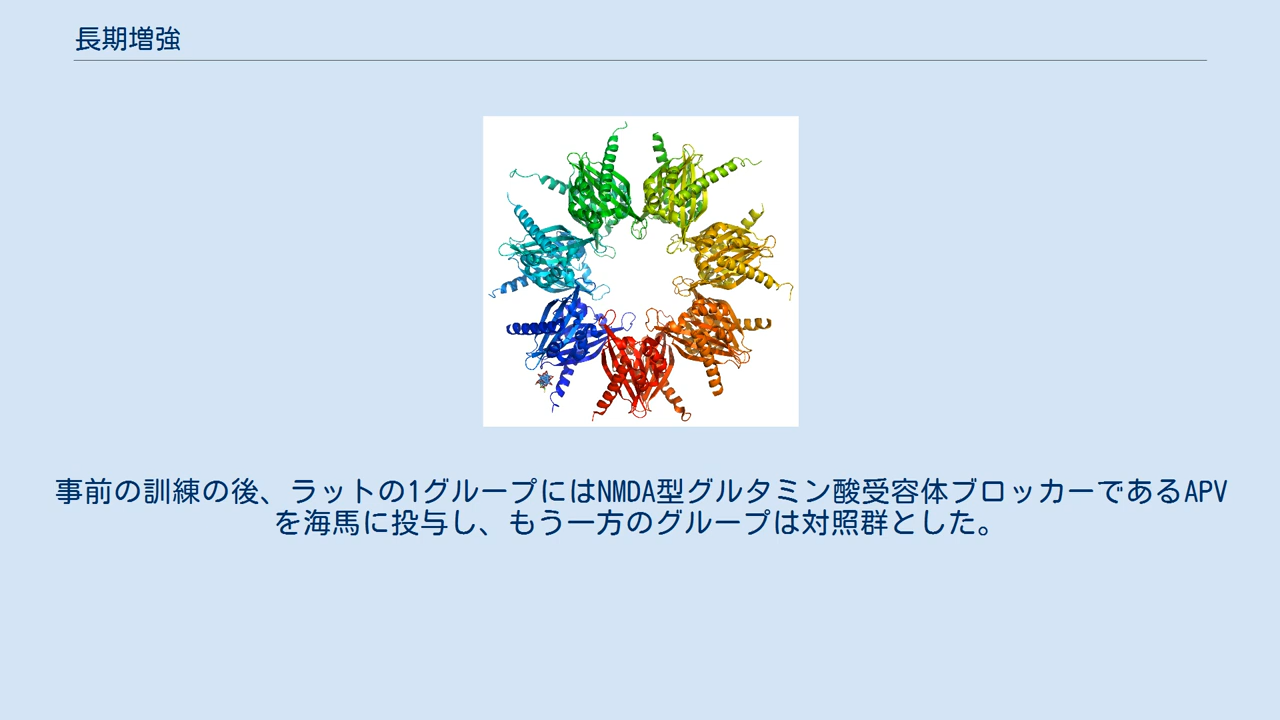 長期増強
事前の訓練の後、ラットの1グループにはNMDA型グルタミン酸受容体ブロッカーであるAPV
を海馬に投与し、もう一方のグループは対照群とした。